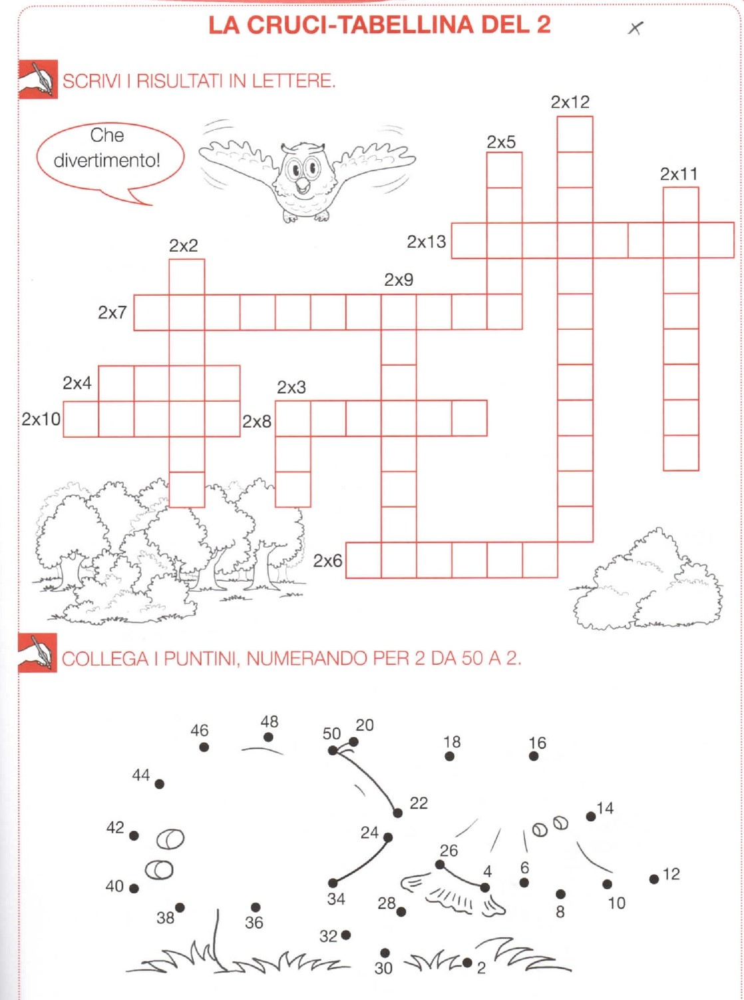 LA CRUCI-TABELLINA DEL 2
x
SCRIVI I RISULTATI IN LETTERE.
Che
divertimento!
2x12
2x5
2x11
2x13
2x2
2x9
2x7
2x4
2x3
2x10
2x8
2x6
COLLEGA I PUNTINI, NUMERANDO PER 2 DA 50 A 2.
46
48
50
20
18
16
44
42
22
14
24
26
40
4
6
12
34
28
38
36
8
10
32
30
2